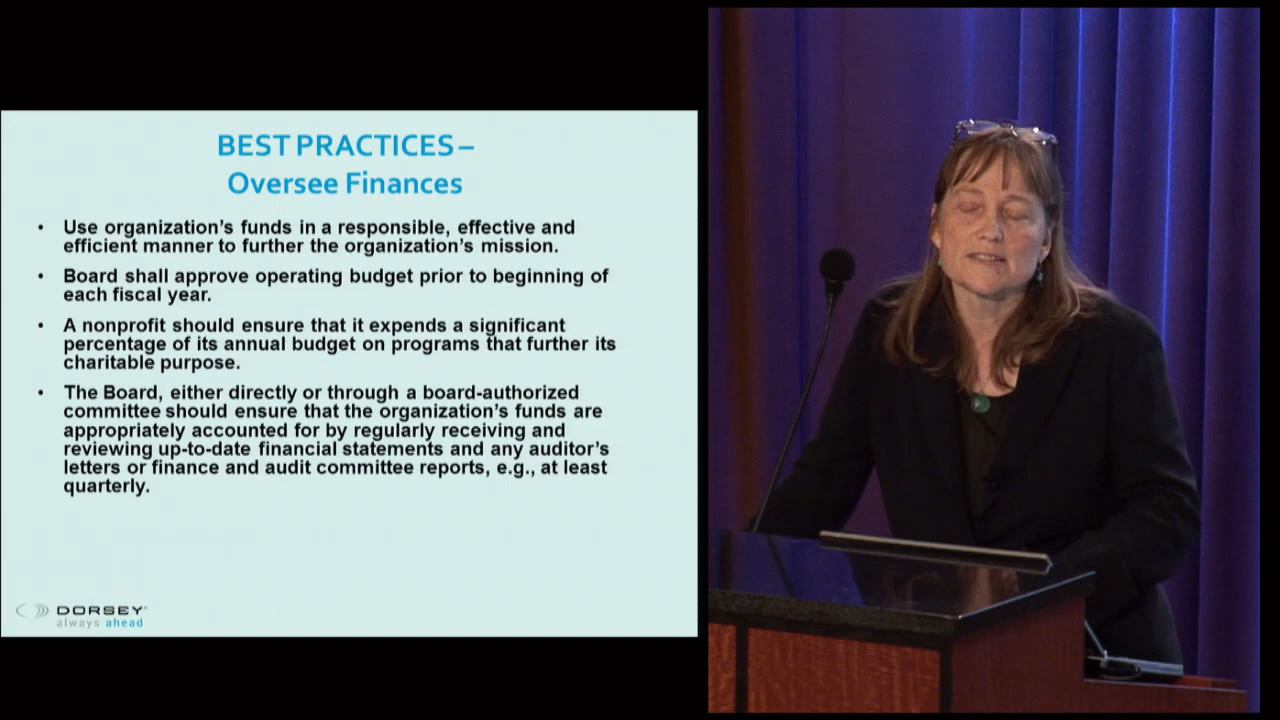 BEST PRACTICES –
Oversee Finances
• Use organization's funds in a responsible, effective and
efficient manner to further the organization's mission.
• Board shall approve operating budget prior to beginning of
each fiscal year.
• A nonprofit should ensure that it expends a significant
percentage of its annual budget on programs that further its
charitable purpose.
• The Board, either directly or through a board-authorized
committee should ensure that the organization's funds are
appropriately accounted for by regularly receiving and
reviewing up-to-date financial statements and any auditor's
letters or finance and audit committee reports, e.g., at least
quarterly.
DORSEY
always ahead